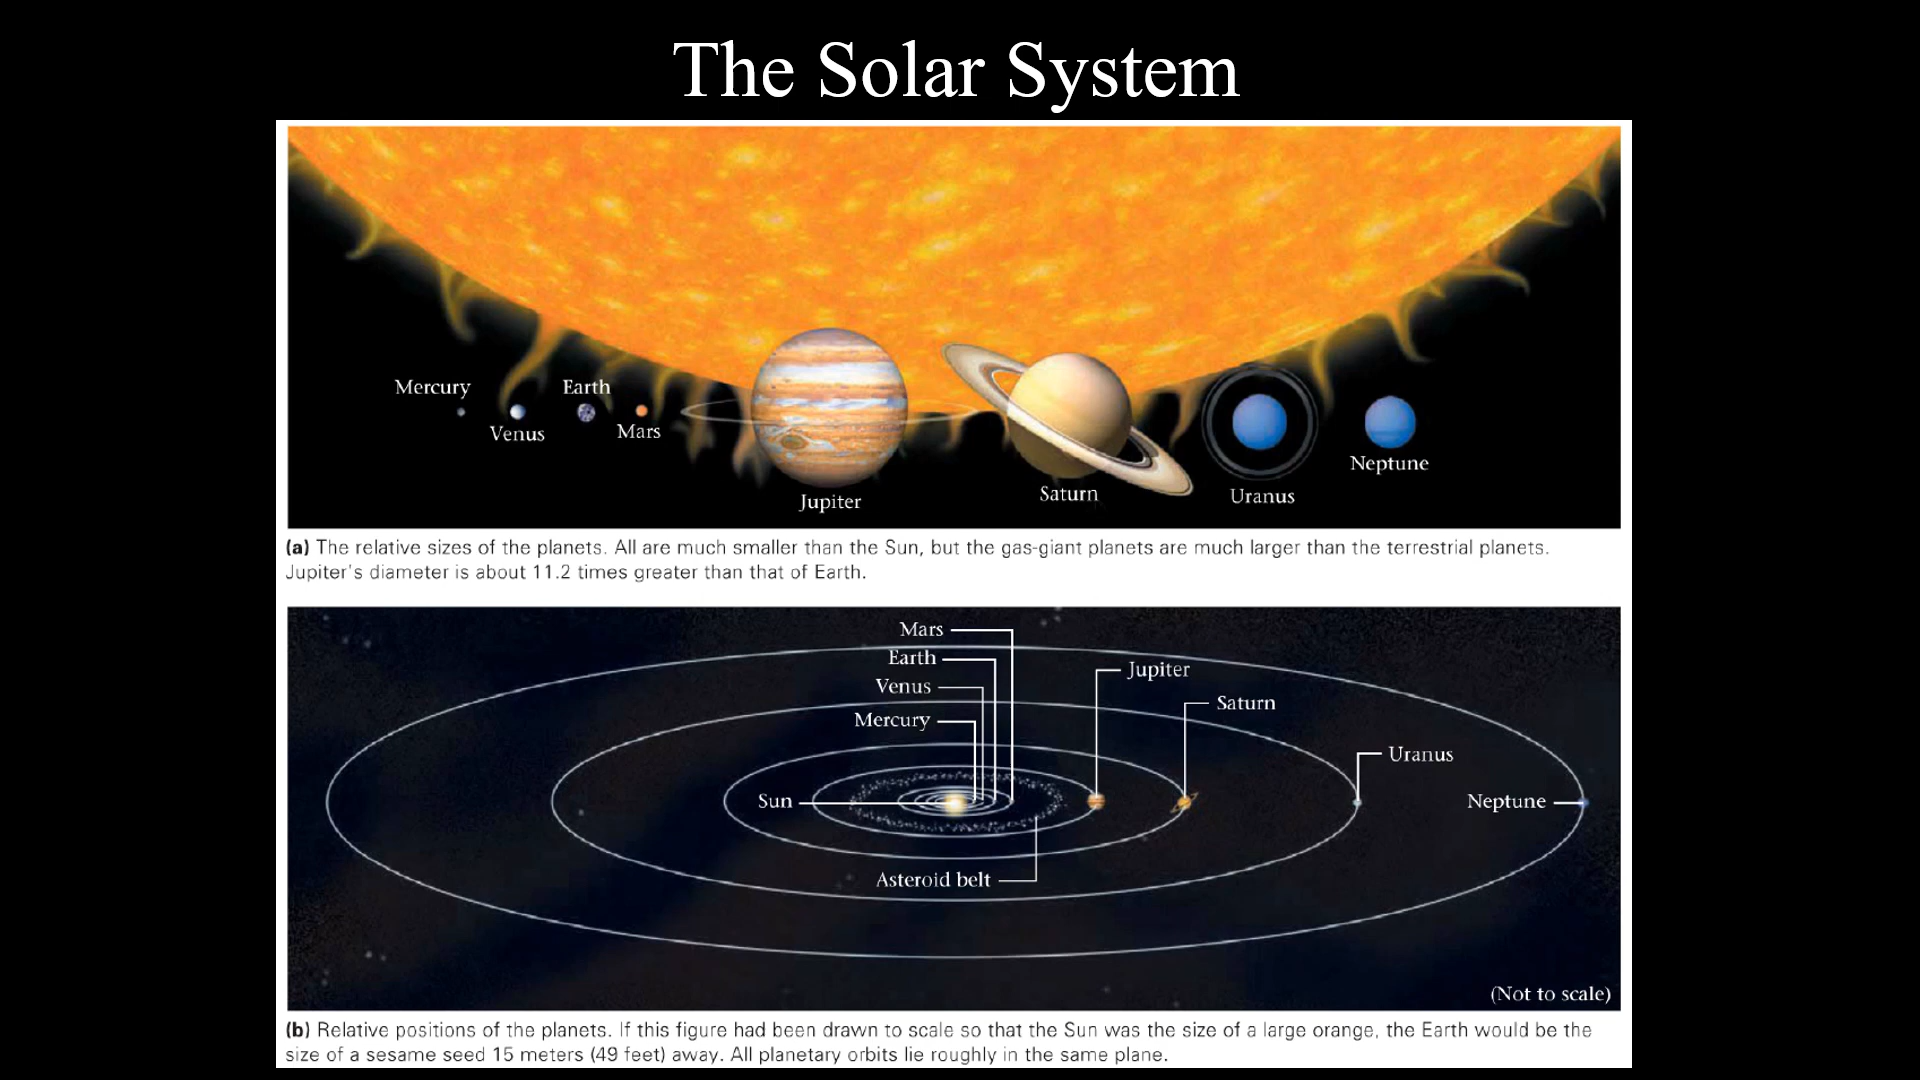 The Solar System
Mercury
Earth
Venus
Mars
Jupiter
Saturn
Uranus
Neptune
(a) The relative sizes of the planets. All are much smaller than the Sun, but the gas-giant planets are much larger than the terrestrial planets.
Jupiter's diameter is about 11.2 times greater than that of Earth.
Mars
Earth
Jupiter
Venus
Saturn
Mercury
Uranus
Sun
Neptune
Asteroid belt
(Not to scale)
(b) Relative positions of the planets. If this figure had been drawn to scale so that the Sun was the size of a large orange, the Earth would be the
size of a sesame seed 15 meters (49 feet) away. All planetary orbits lie roughly in the same plane.